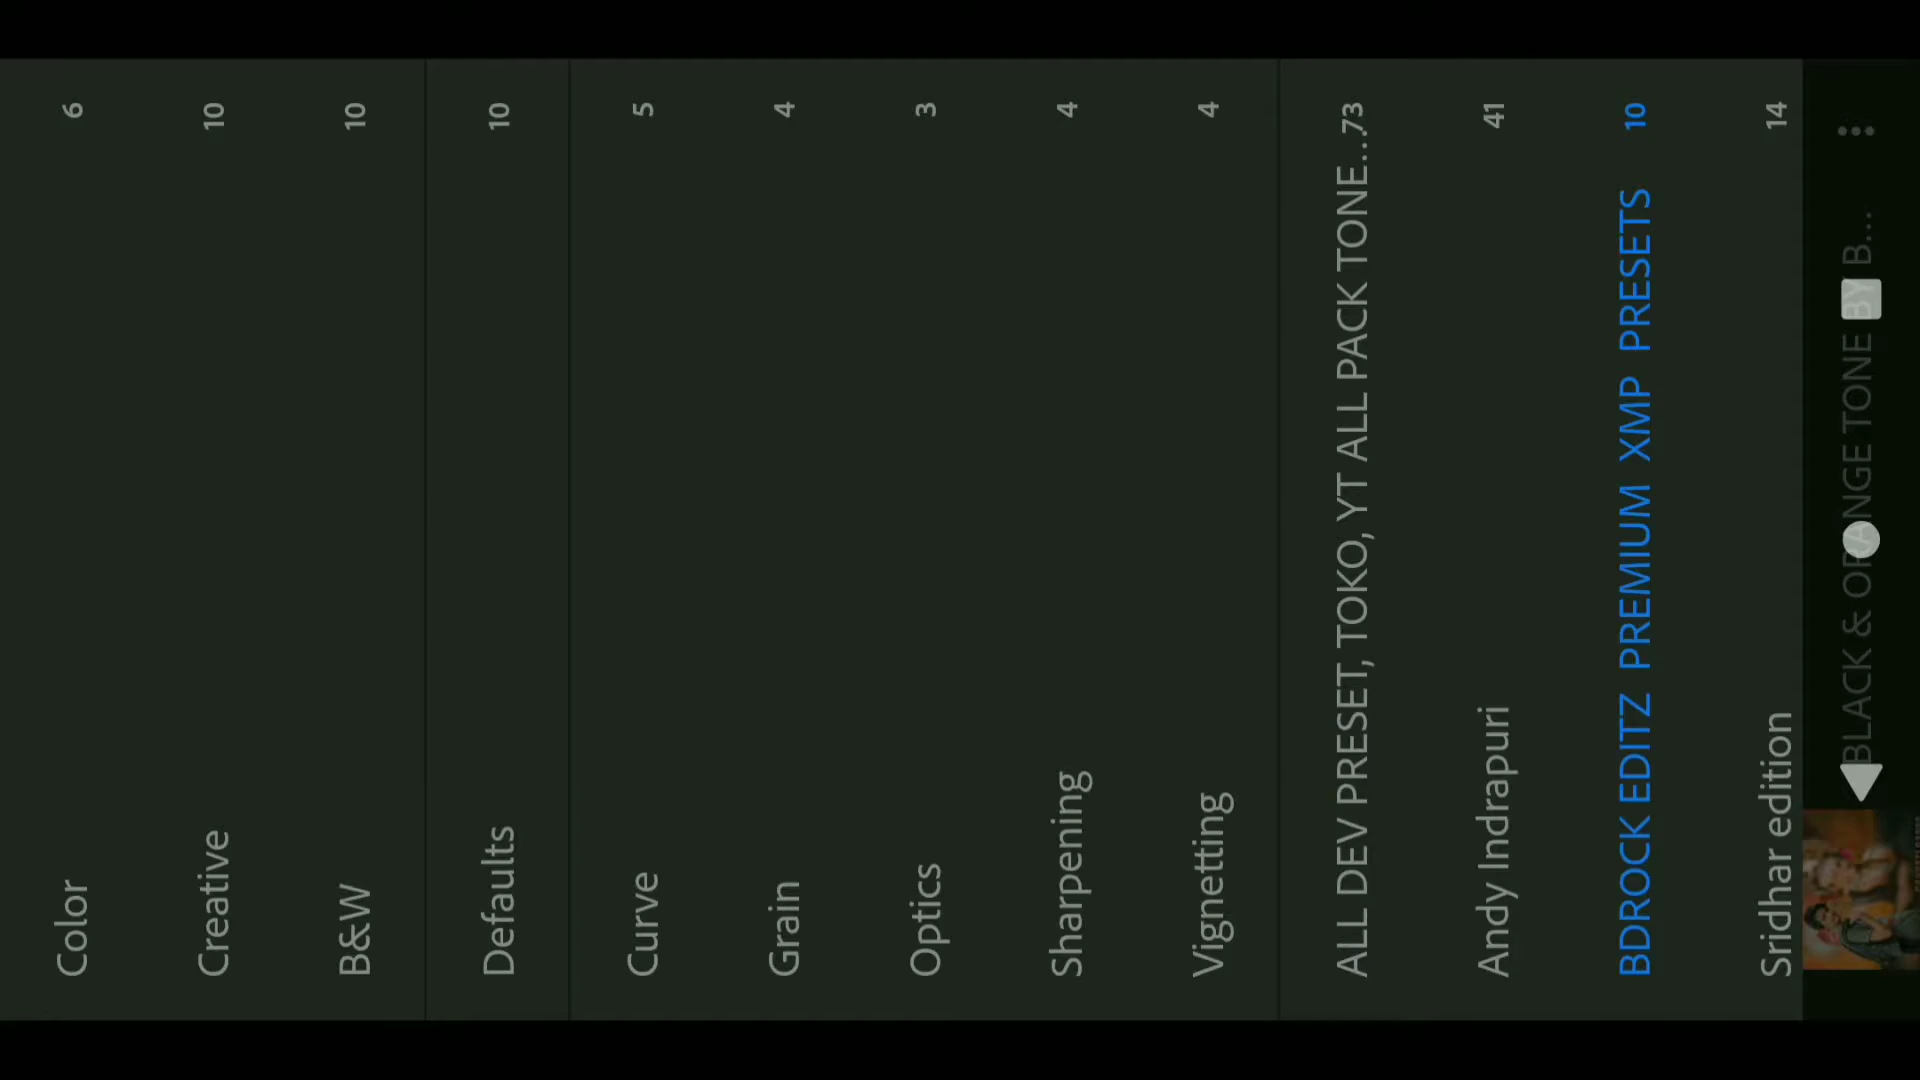 Color 6
Creative 10
B&W 10
Defaults 10
Curve 5
Grain 4
Optics 3
Sharpening 4
Vignetting 4
ALL DEV PRESET, TOKO, YT ALL PACK TONE... 73
Andy Indrapuri 41
BDROCK EDITZ PREMIUM XMP PRESETS 10
Sridhar edition 14
BLACK & ORANGE TONE BY B...